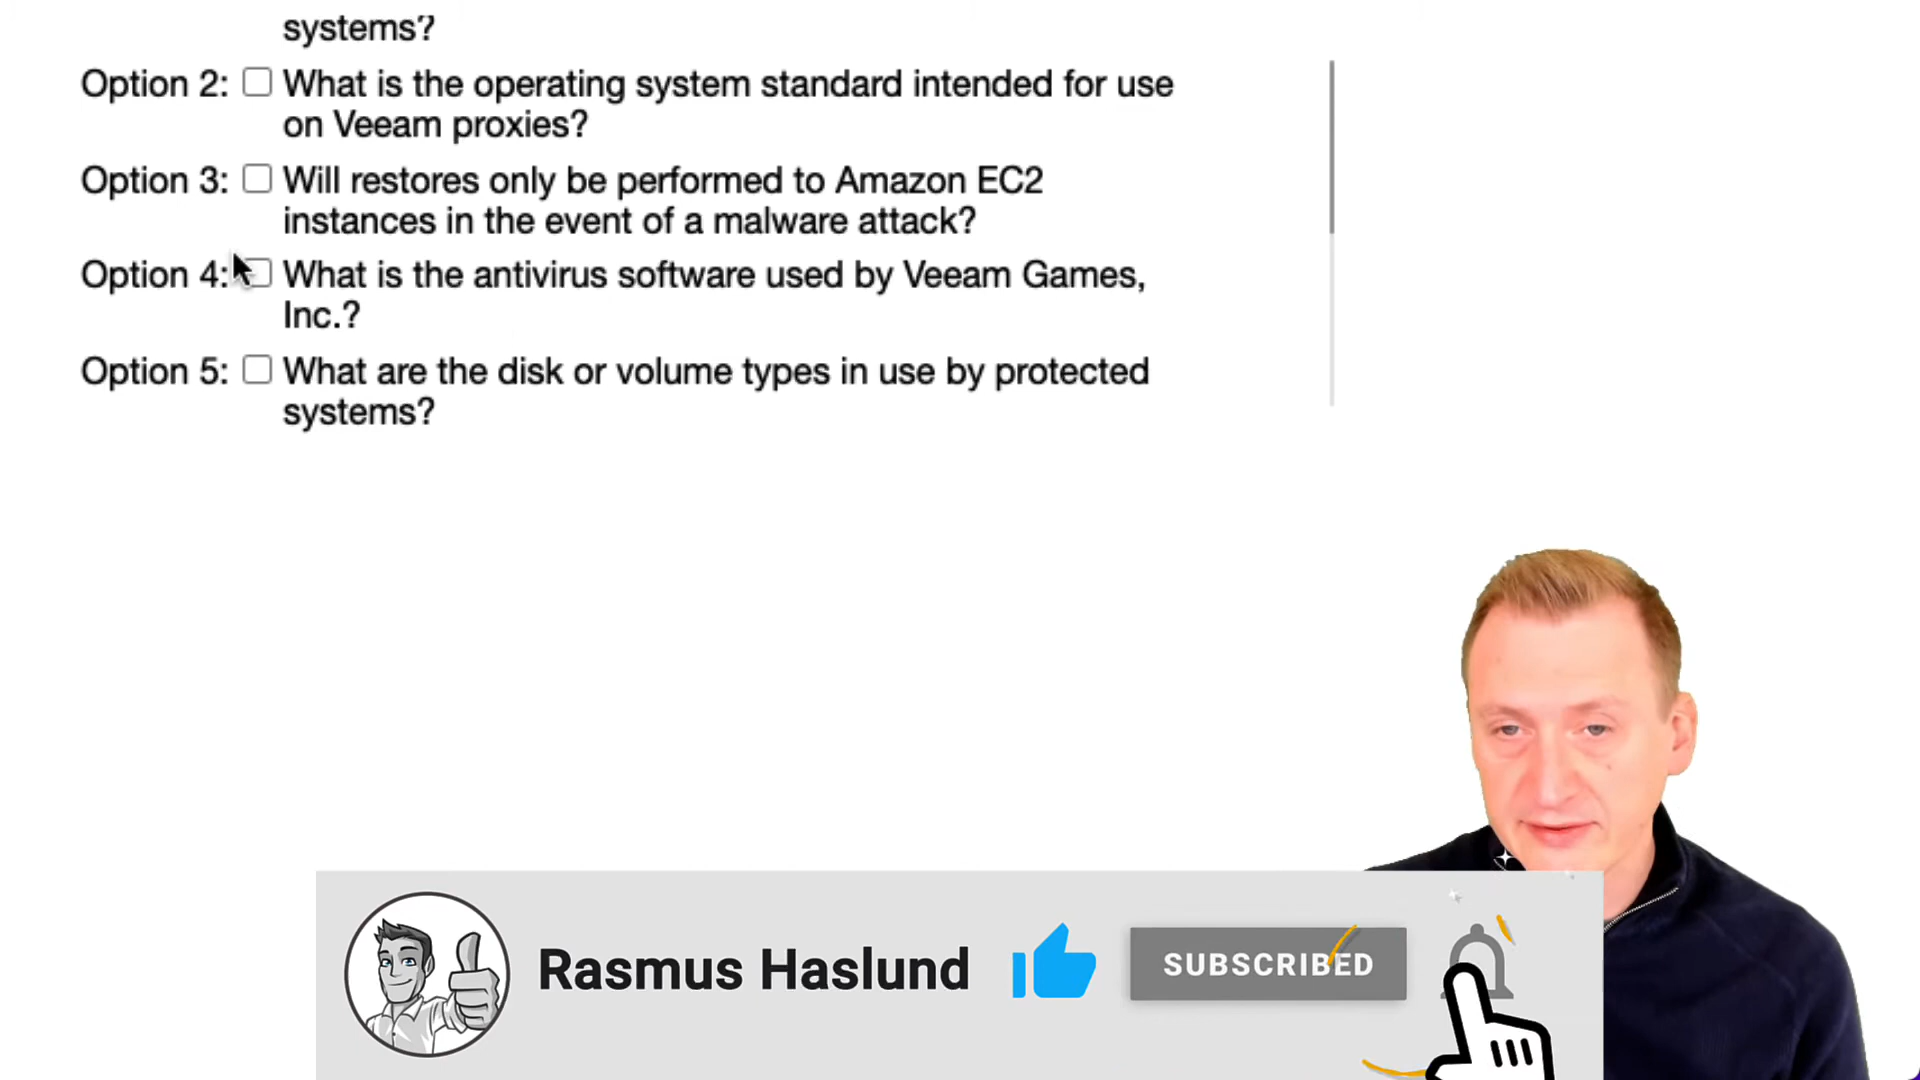 systems?
Option 2: What is the operating system standard intended for use
on Veeam proxies?
Option 3: Will restores only be performed to Amazon EC2
instances in the event of a malware attack?
Option 4: What is the antivirus software used by Veeam Games,
Inc.?
Option 5: What are the disk or volume types in use by protected
systems?
Rasmus Haslund
SUBSCRIBED